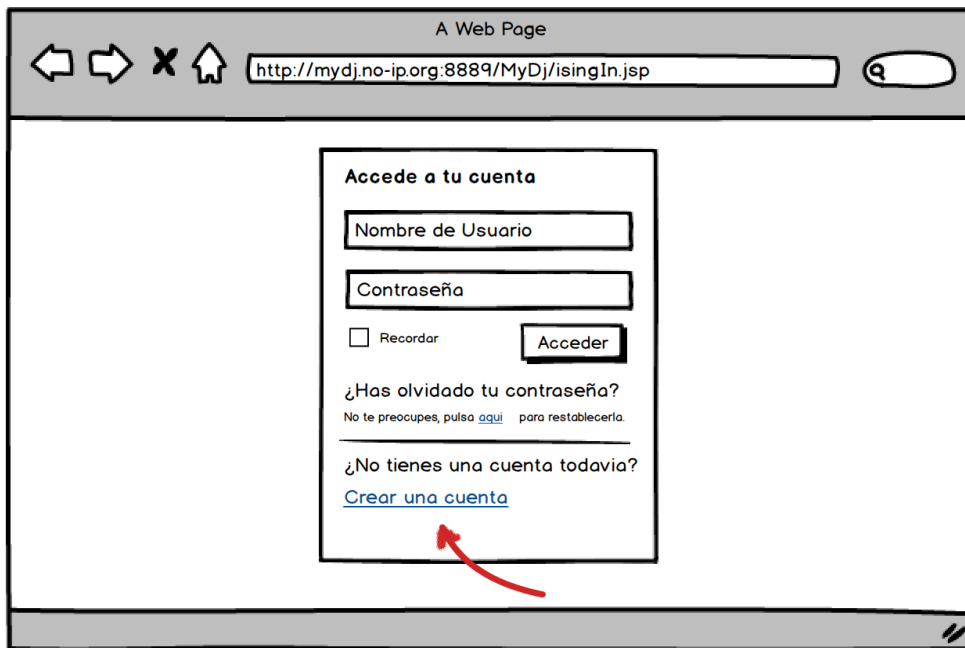 A Web Page
http://mydj.no-ip.org:8889/MyDj/isingIn.jsp
Accede a tu cuenta
Nombre de Usuario
Contraseña
Recordar Acceder
¿Has olvidado tu contraseña?
No te preocupes, pulsa aqui para restablecerla.
¿No tienes una cuenta todavia?
Crear una cuenta